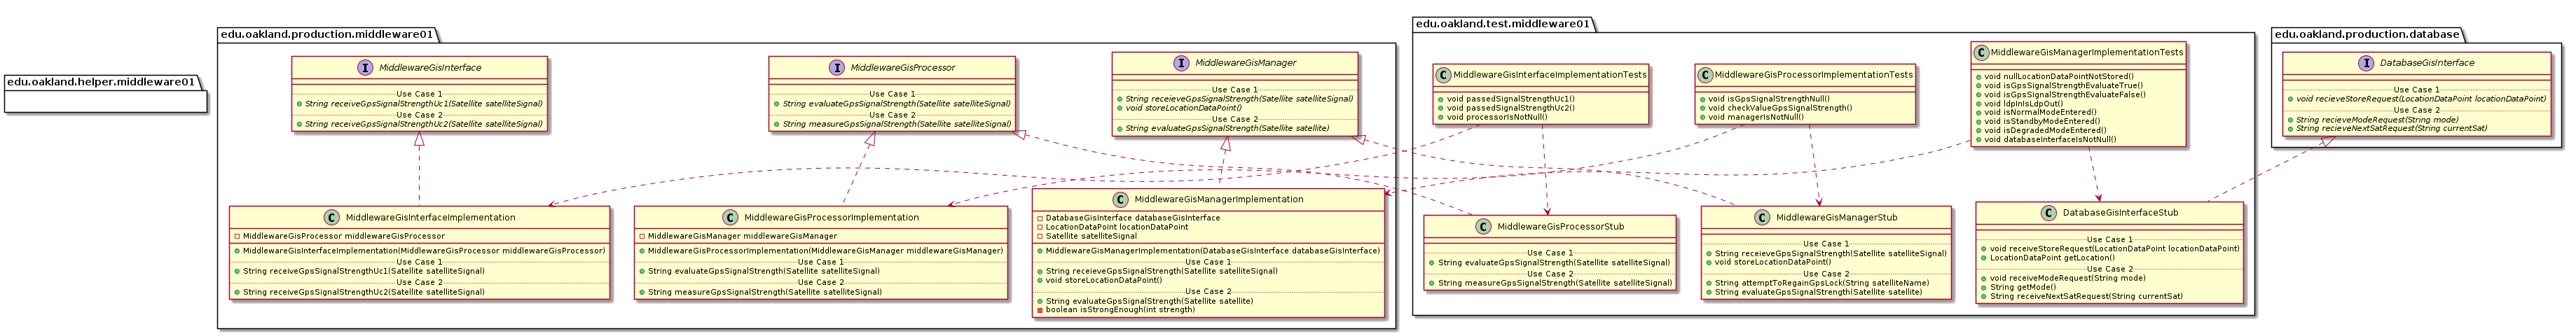 edu.oakland.helper.middleware01
edu.oakland.production.middleware01
I MiddlewareGisInterface
Use Case 1
String receiveGpsSignalStrengthUc1(Satellite satelliteSignal)
Use Case 2
String receiveGpsSignalStrengthUc2(Satellite satelliteSignal)
I MiddlewareGisProcessor
Use Case 1
String evaluateGpsSignalStrength(Satellite satelliteSignal)
Use Case 2
String measureGpsSignalStrength(Satellite satelliteSignal)
I MiddlewareGisManager
Use Case 1
String receieveGpsSignalStrength(Satellite satelliteSignal)
void storeLocationDataPoint()
Use Case 2
String evaluateGpsSignalStrength(Satellite satellite)
C MiddlewareGisInterfaceImplementation
MiddlewareGisProcessor middlewareGisProcessor
MiddlewareGisInterfaceImplementation(MiddlewareGisProcessor middlewareGisProcessor)
Use Case 1
String receiveGpsSignalStrengthUc1(Satellite satelliteSignal)
Use Case 2
String receiveGpsSignalStrengthUc2(Satellite satelliteSignal)
C MiddlewareGisProcessorImplementation
MiddlewareGisManager middlewareGisManager
MiddlewareGisProcessorImplementation(MiddlewareGisManager middlewareGisManager)
Use Case 1
String evaluateGpsSignalStrength(Satellite satelliteSignal)
Use Case 2
String measureGpsSignalStrength(Satellite satelliteSignal)
C MiddlewareGisManagerImplementation
DatabaseGisInterface databaseGisInterface
LocationDataPoint locationDataPoint
Satellite satelliteSignal
MiddlewareGisManagerImplementation(DatabaseGisInterface databaseGisInterface)
Use Case 1
String receieveGpsSignalStrength(Satellite satelliteSignal)
void storeLocationDataPoint()
Use Case 2
String evaluateGpsSignalStrength(Satellite satellite)
boolean isStrongEnough(int strength)
edu.oakland.test.middleware01
C MiddlewareGisInterfaceImplementationTests
void passedSignalStrengthUc1()
void passedSignalStrengthUc2()
void processorIsNotNull()
C MiddlewareGisProcessorImplementationTests
void isGpsSignalStrengthNull()
void checkValueGpsSignalStrength()
void managerIsNotNull()
C MiddlewareGisManagerImplementationTests
void nullLocationDataPointNotStored()
void isGpsSignalStrengthEvaluateTrue()
void isGpsSignalStrengthEvaluateFalse()
void ldpInIsLdpOut()
void isNormalModeEntered()
void isStandbyModeEntered()
void isDegradedModeEntered()
void databaseInterfaceIsNotNull()
C MiddlewareGisProcessorStub
Use Case 1
String evaluateGpsSignalStrength(Satellite satelliteSignal)
Use Case 2
String measureGpsSignalStrength(Satellite satelliteSignal)
C MiddlewareGisManagerStub
Use Case 1
String receieveGpsSignalStrength(Satellite satelliteSignal)
void storeLocationDataPoint()
Use Case 2
String attemptToRegainGpsLock(String satelliteName)
String evaluateGpsSignalStrength(Satellite satellite)
C DatabaseGisInterfaceStub
Use Case 1
void receiveStoreRequest(LocationDataPoint locationDataPoint)
LocationDataPoint getLocation()
Use Case 2
void receiveModeRequest(String mode)
String getMode()
String receiveNextSatRequest(String currentSat)
edu.oakland.production.database
I DatabaseGisInterface
Use Case 1
void recieveStoreRequest(LocationDataPoint locationDataPoint)
Use Case 2
String recieveModeRequest(String mode)
String recieveNextSatRequest(String currentSat)